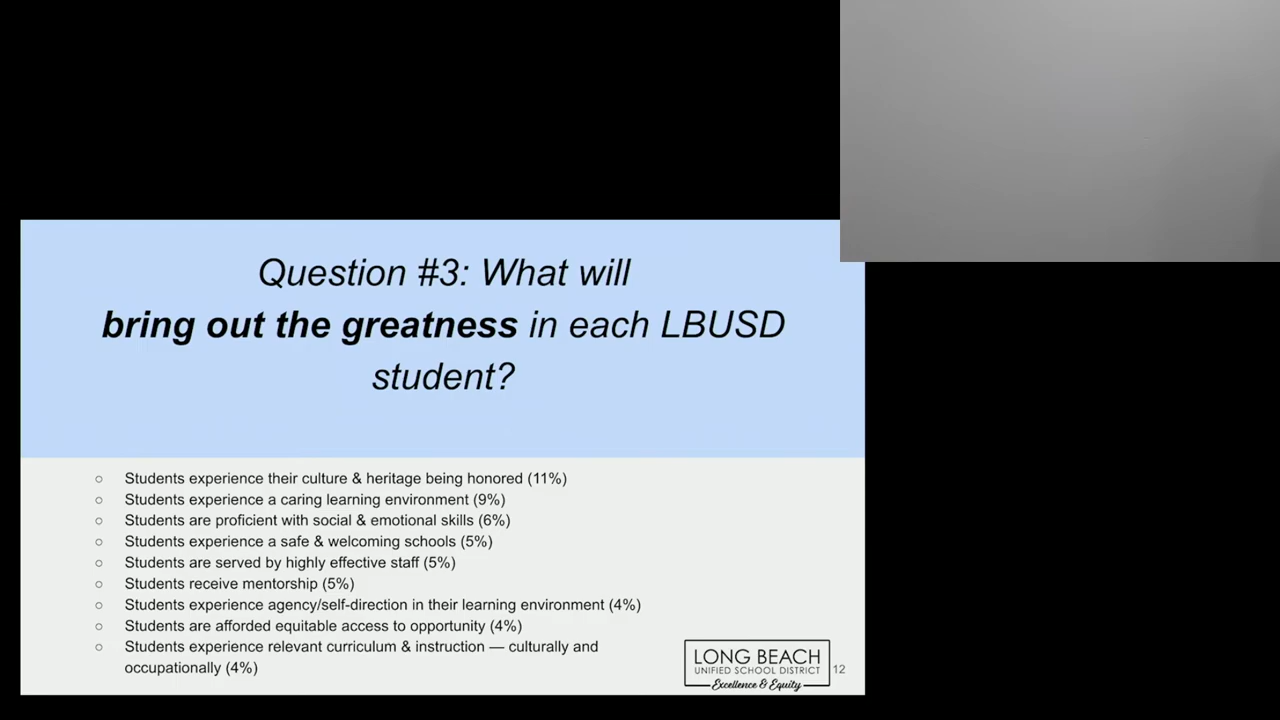 Question #3: What will
bring out the greatness in each LBUSD
student?
○ Students experience their culture & heritage being honored (11%)
○ Students experience a caring learning environment (9%)
○ Students are proficient with social & emotional skills (6%)
○ Students experience a safe & welcoming schools (5%)
○ Students are served by highly effective staff (5%)
○ Students receive mentorship (5%)
○ Students experience agency/self-direction in their learning environment (4%)
○ Students are afforded equitable access to opportunity (4%)
○ Students experience relevant curriculum & instruction — culturally and
occupationally (4%)
LONG BEACH
UNIFIED SCHOOL DISTRICT
Excellence & Equity
12